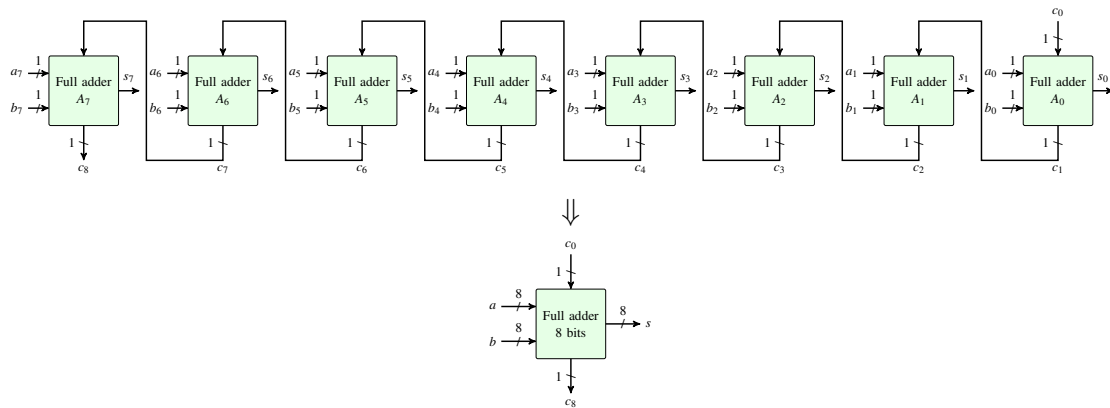 c₀
1 1 1 1 1 1 1 1 1
a₇ Full adder s₇ a₆ Full adder s₆ a₅ Full adder s₅ a₄ Full adder s₄ a₃ Full adder s₃ a₂ Full adder s₂ a₁ Full adder s₁ a₀ Full adder s₀
b₇ 1 A₇ b₆ 1 A₆ b₅ 1 A₅ b₄ 1 A₄ b₃ 1 A₃ b₂ 1 A₂ b₁ 1 A₁ b₀ 1 A₀
1 1 1 1 1 1 1 1
c₈ c₇ c₆ c₅ c₄ c₃ c₂ c₁
⇓
c₀
1
a 8 Full adder 8 s
b 8 8 bits
1
c₈